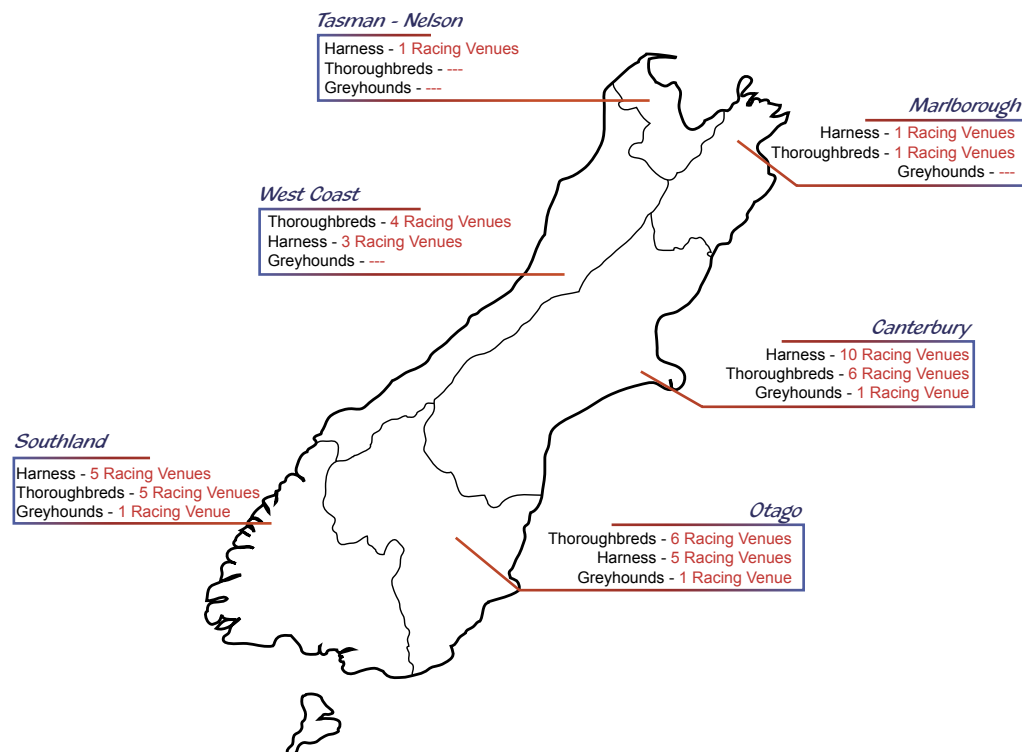 Tasman - Nelson
Harness - 1 Racing Venues
Thoroughbreds - ---
Greyhounds - ---
Marlborough
Harness - 1 Racing Venues
Thoroughbreds - 1 Racing Venues
Greyhounds - ---
West Coast
Thoroughbreds - 4 Racing Venues
Harness - 3 Racing Venues
Greyhounds - ---
Canterbury
Harness - 10 Racing Venues
Thoroughbreds - 6 Racing Venues
Greyhounds - 1 Racing Venue
Southland
Harness - 5 Racing Venues
Thoroughbreds - 5 Racing Venues
Greyhounds - 1 Racing Venue
Otago
Thoroughbreds - 6 Racing Venues
Harness - 5 Racing Venues
Greyhounds - 1 Racing Venue